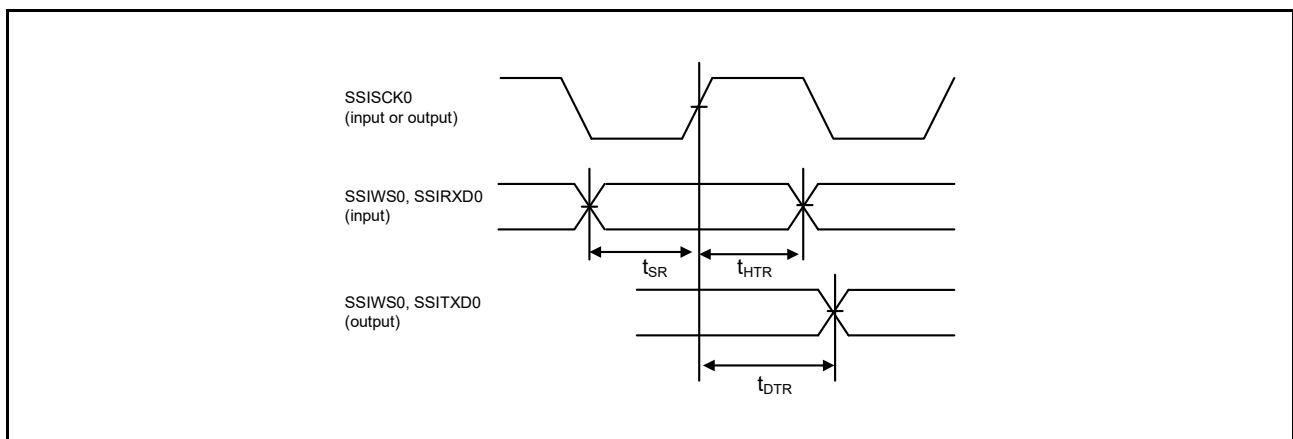 SSISCK0
(input or output)
SSIWS0, SSIRXD0
(input)
tSR
tHTR
SSIWS0, SSITXD0
(output)
tDTR